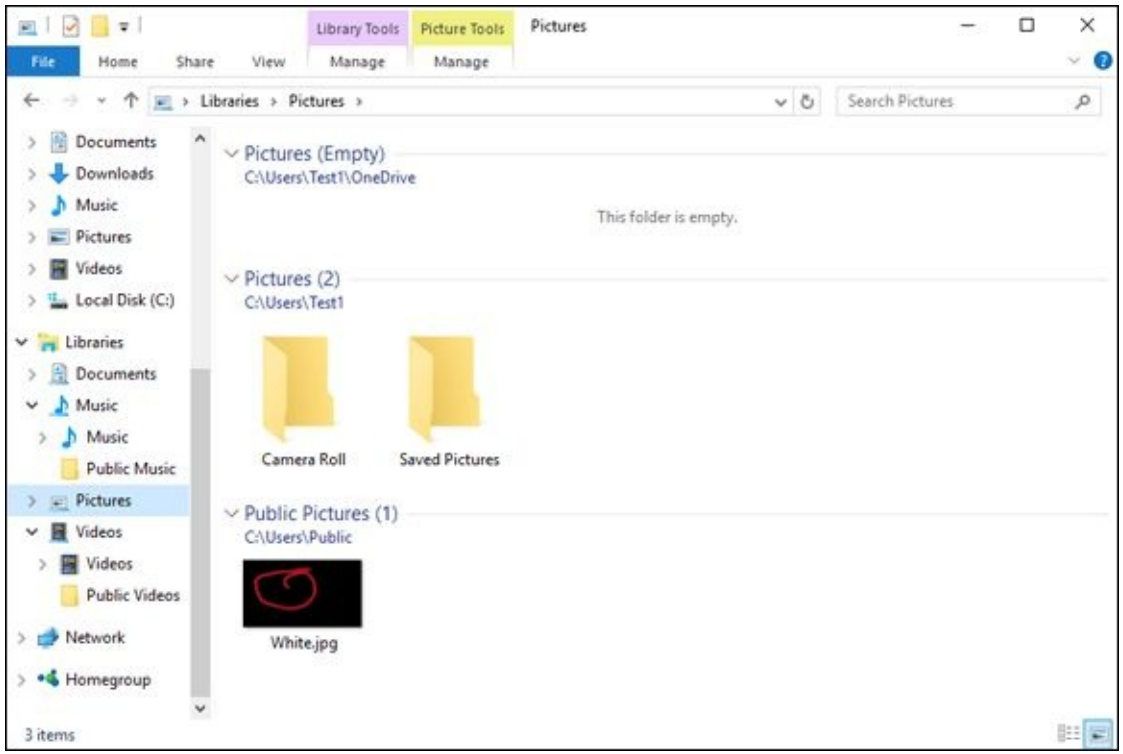 Library Tools Picture Tools Pictures
File Home Share View Manage Manage
Libraries Pictures
Search Pictures
Documents
Downloads
Music
Pictures
Videos
Local Disk (C:)
Libraries
Documents
Music
Music
Public Music
Pictures
Videos
Videos
Public Videos
Network
Homegroup
Pictures (Empty)
C:\Users\Test1\OneDrive
This folder is empty.
Pictures (2)
C:\Users\Test1
Camera Roll Saved Pictures
Public Pictures (1)
C:\Users\Public
White.jpg
3 items